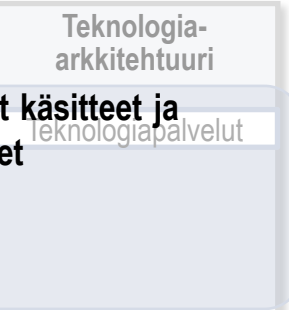 Teknologia-
arkkitehtuuri
t käsitteet ja
Teknologiapalvelut
et